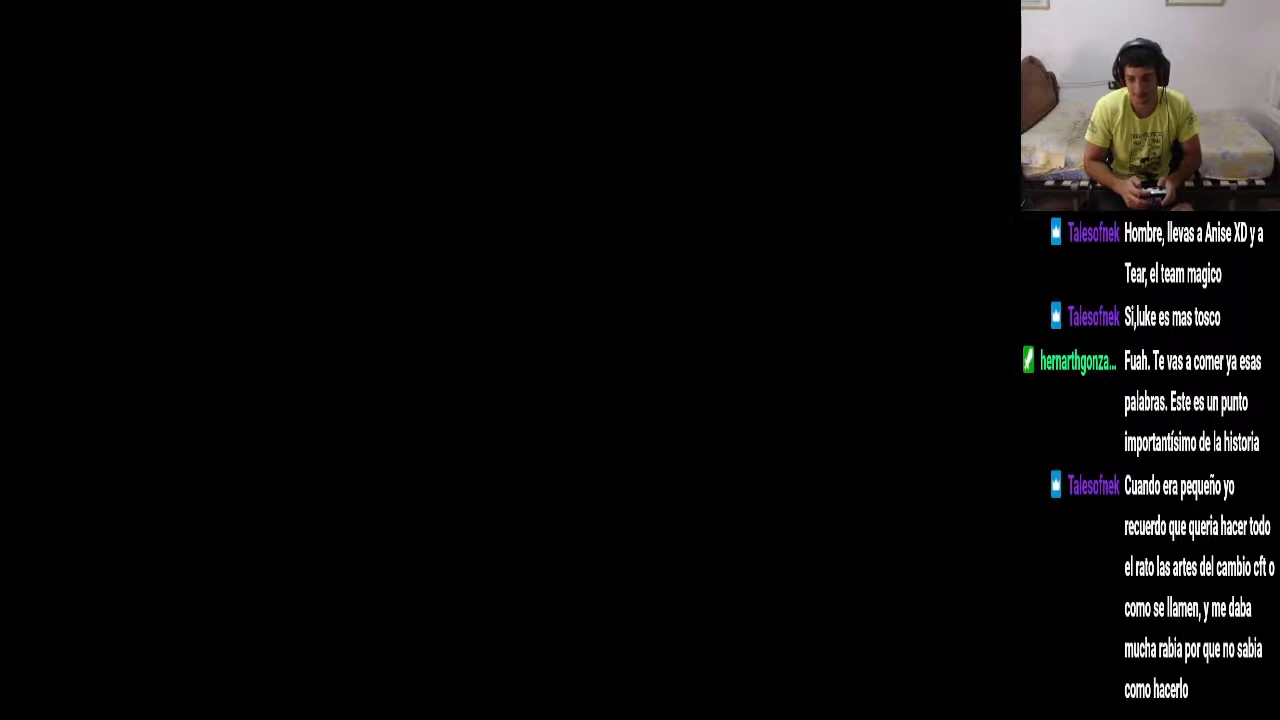 Talesofnek Hombre, llevas a Anise XD y a
Tear, el team magico
Talesofnek Si,luke es mas tosco
hernarthgonza... Fuah. Te vas a comer ya esas
palabras. Este es un punto
importantísimo de la historia
Talesofnek Cuando era pequeño yo
recuerdo que queria hacer todo
el rato las artes del cambio cft o
como se llamen, y me daba
mucha rabia por que no sabia
como hacerlo